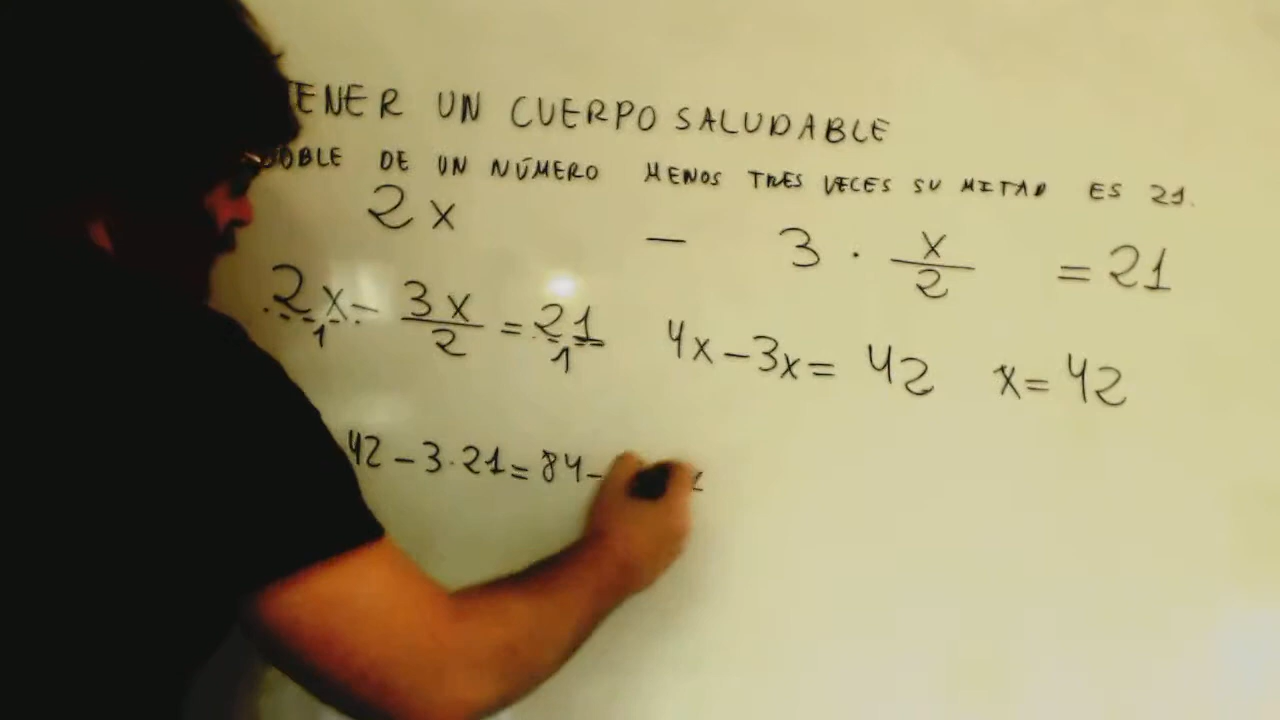 ENER UN CUERPO SALUDABLE
DOBLE DE UN NÚMERO MENOS TRES VECES SU MITAD ES 21.
2x - 3 · x/2 = 21
2x/1 - 3x/2 = 21/1 4x - 3x = 42 x = 42
42 - 3·21 = 84 -